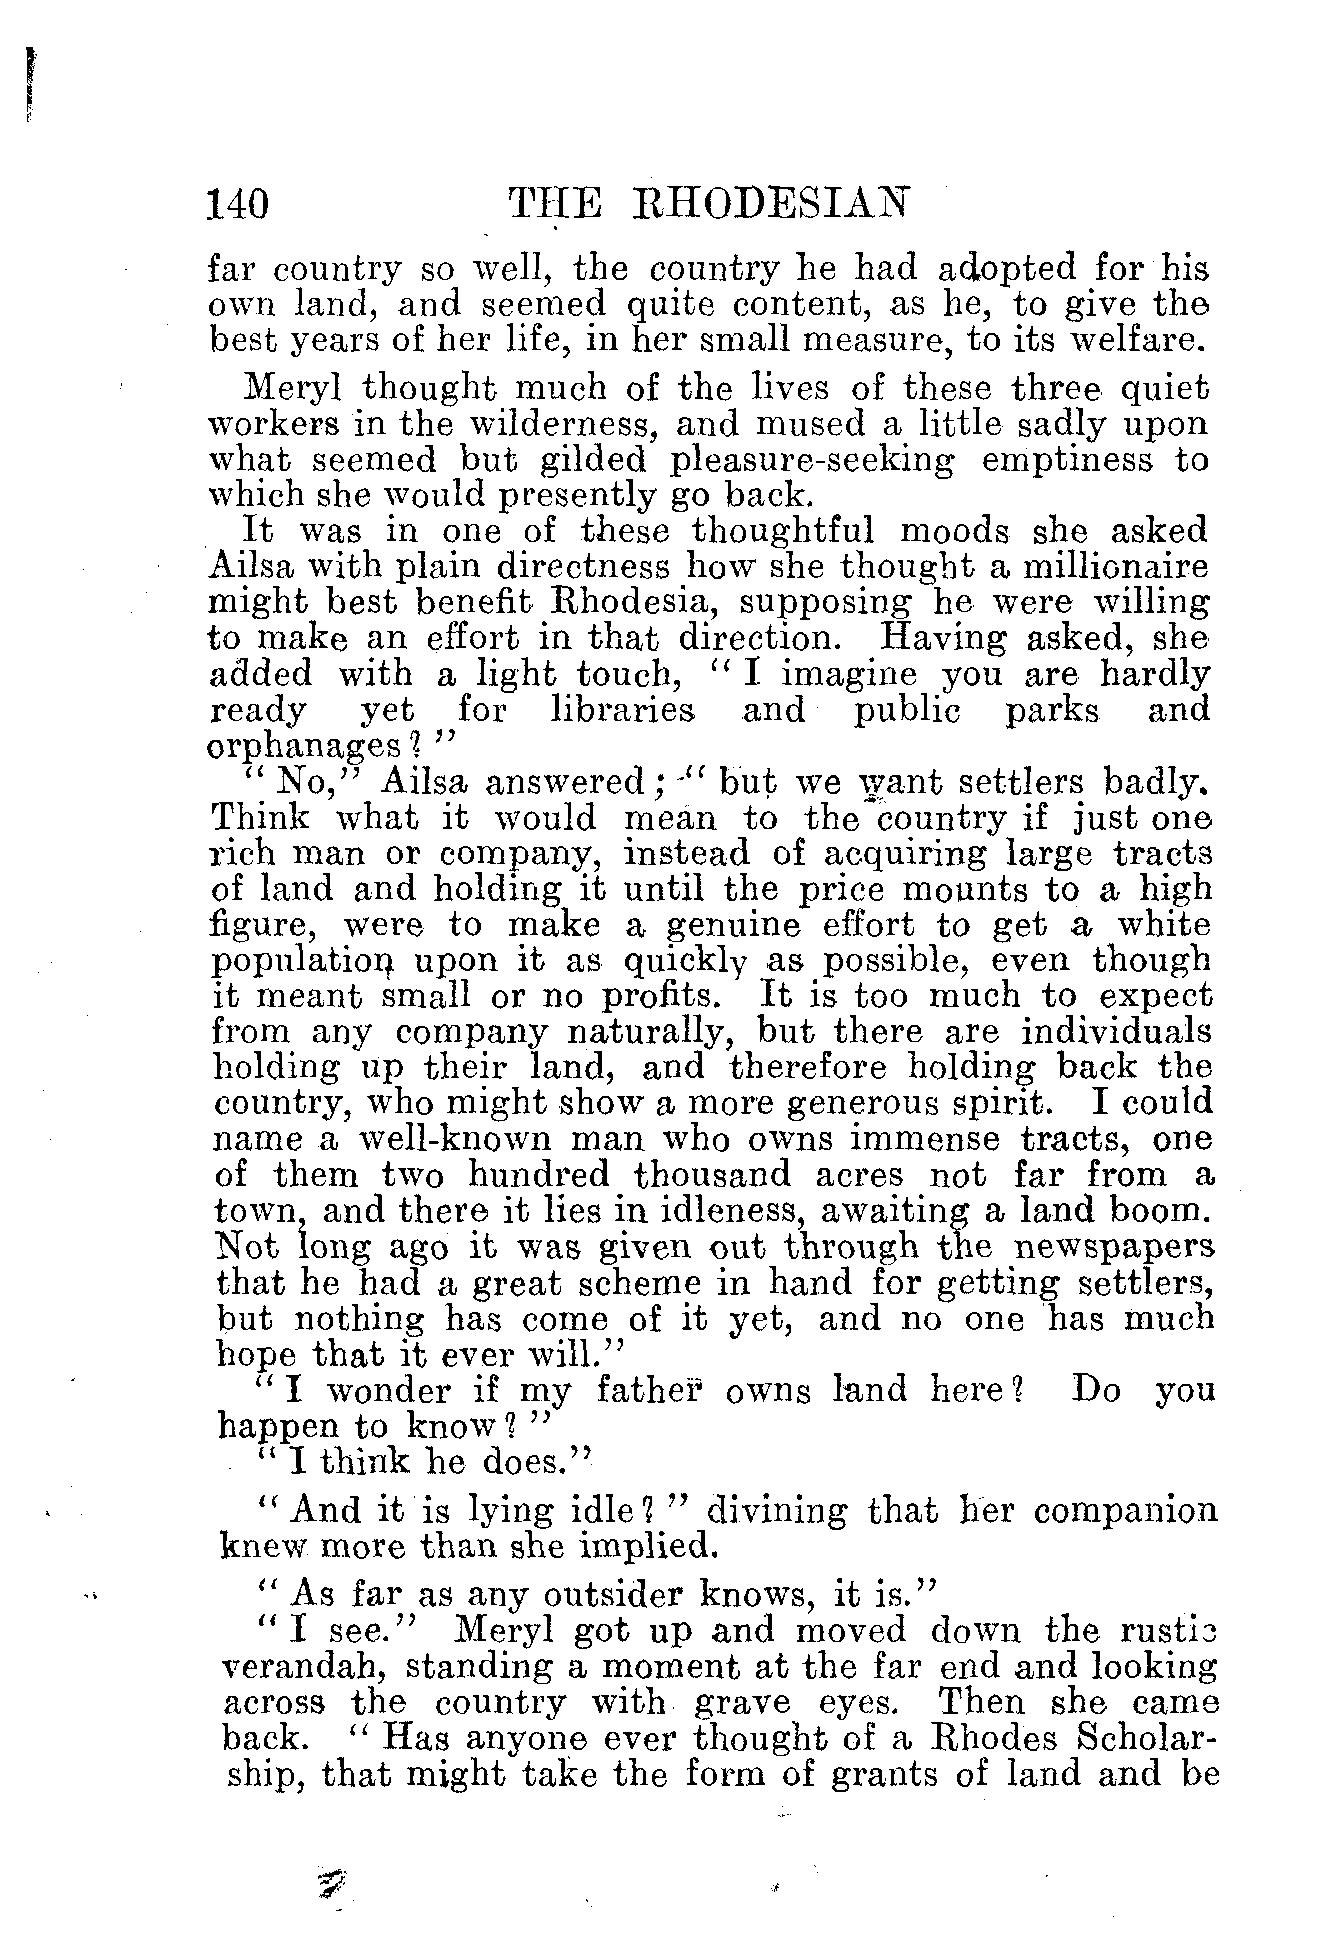 140 THE RHODESIAN
far country so well, the country he had adopted for his
own land, and seemed quite content, as he, to give the
best years of her life, in her small measure, to its welfare.
Meryl thought much of the lives of these three quiet
workers in the wilderness, and mused a little sadly upon
what seemed but gilded pleasure-seeking emptiness to
which she would presently go back.
It was in one of these thoughtful moods she asked
Ailsa with plain directness how she thought a millionaire
might best benefit Rhodesia, supposing he were willing
to make an effort in that direction. Having asked, she
added with a light touch, “ I imagine you are hardly
ready yet for libraries and public parks and
orphanages? ”
“ No,” Ailsa answered; “ but we want settlers badly.
Think what it would mean to the country if just one
rich man or company, instead of acquiring large tracts
of land and holding it until the price mounts to a high
figure, were to make a genuine effort to get a white
population upon it as quickly as possible, even though
it meant small or no profits. It is too much to expect
from any company naturally, but there are individuals
holding up their land, and therefore holding back the
country, who might show a more generous spirit. I could
name a well-known man who owns immense tracts, one
of them two hundred thousand acres not far from a
town, and there it lies in idleness, awaiting a land boom.
Not long ago it was given out through the newspapers
that he had a great scheme in hand for getting settlers,
but nothing has come of it yet, and no one has much
hope that it ever will.”
“ I wonder if my father owns land here? Do you
happen to know? ”
“ I think he does.”
“ And it is lying idle? ” divining that her companion
knew more than she implied.
“ As far as any outsider knows, it is.”
“ I see.” Meryl got up and moved down the rustic
verandah, standing a moment at the far end and looking
across the country with grave eyes. Then she came
back. “ Has anyone ever thought of a Rhodes Scholar-
ship, that might take the form of grants of land and be